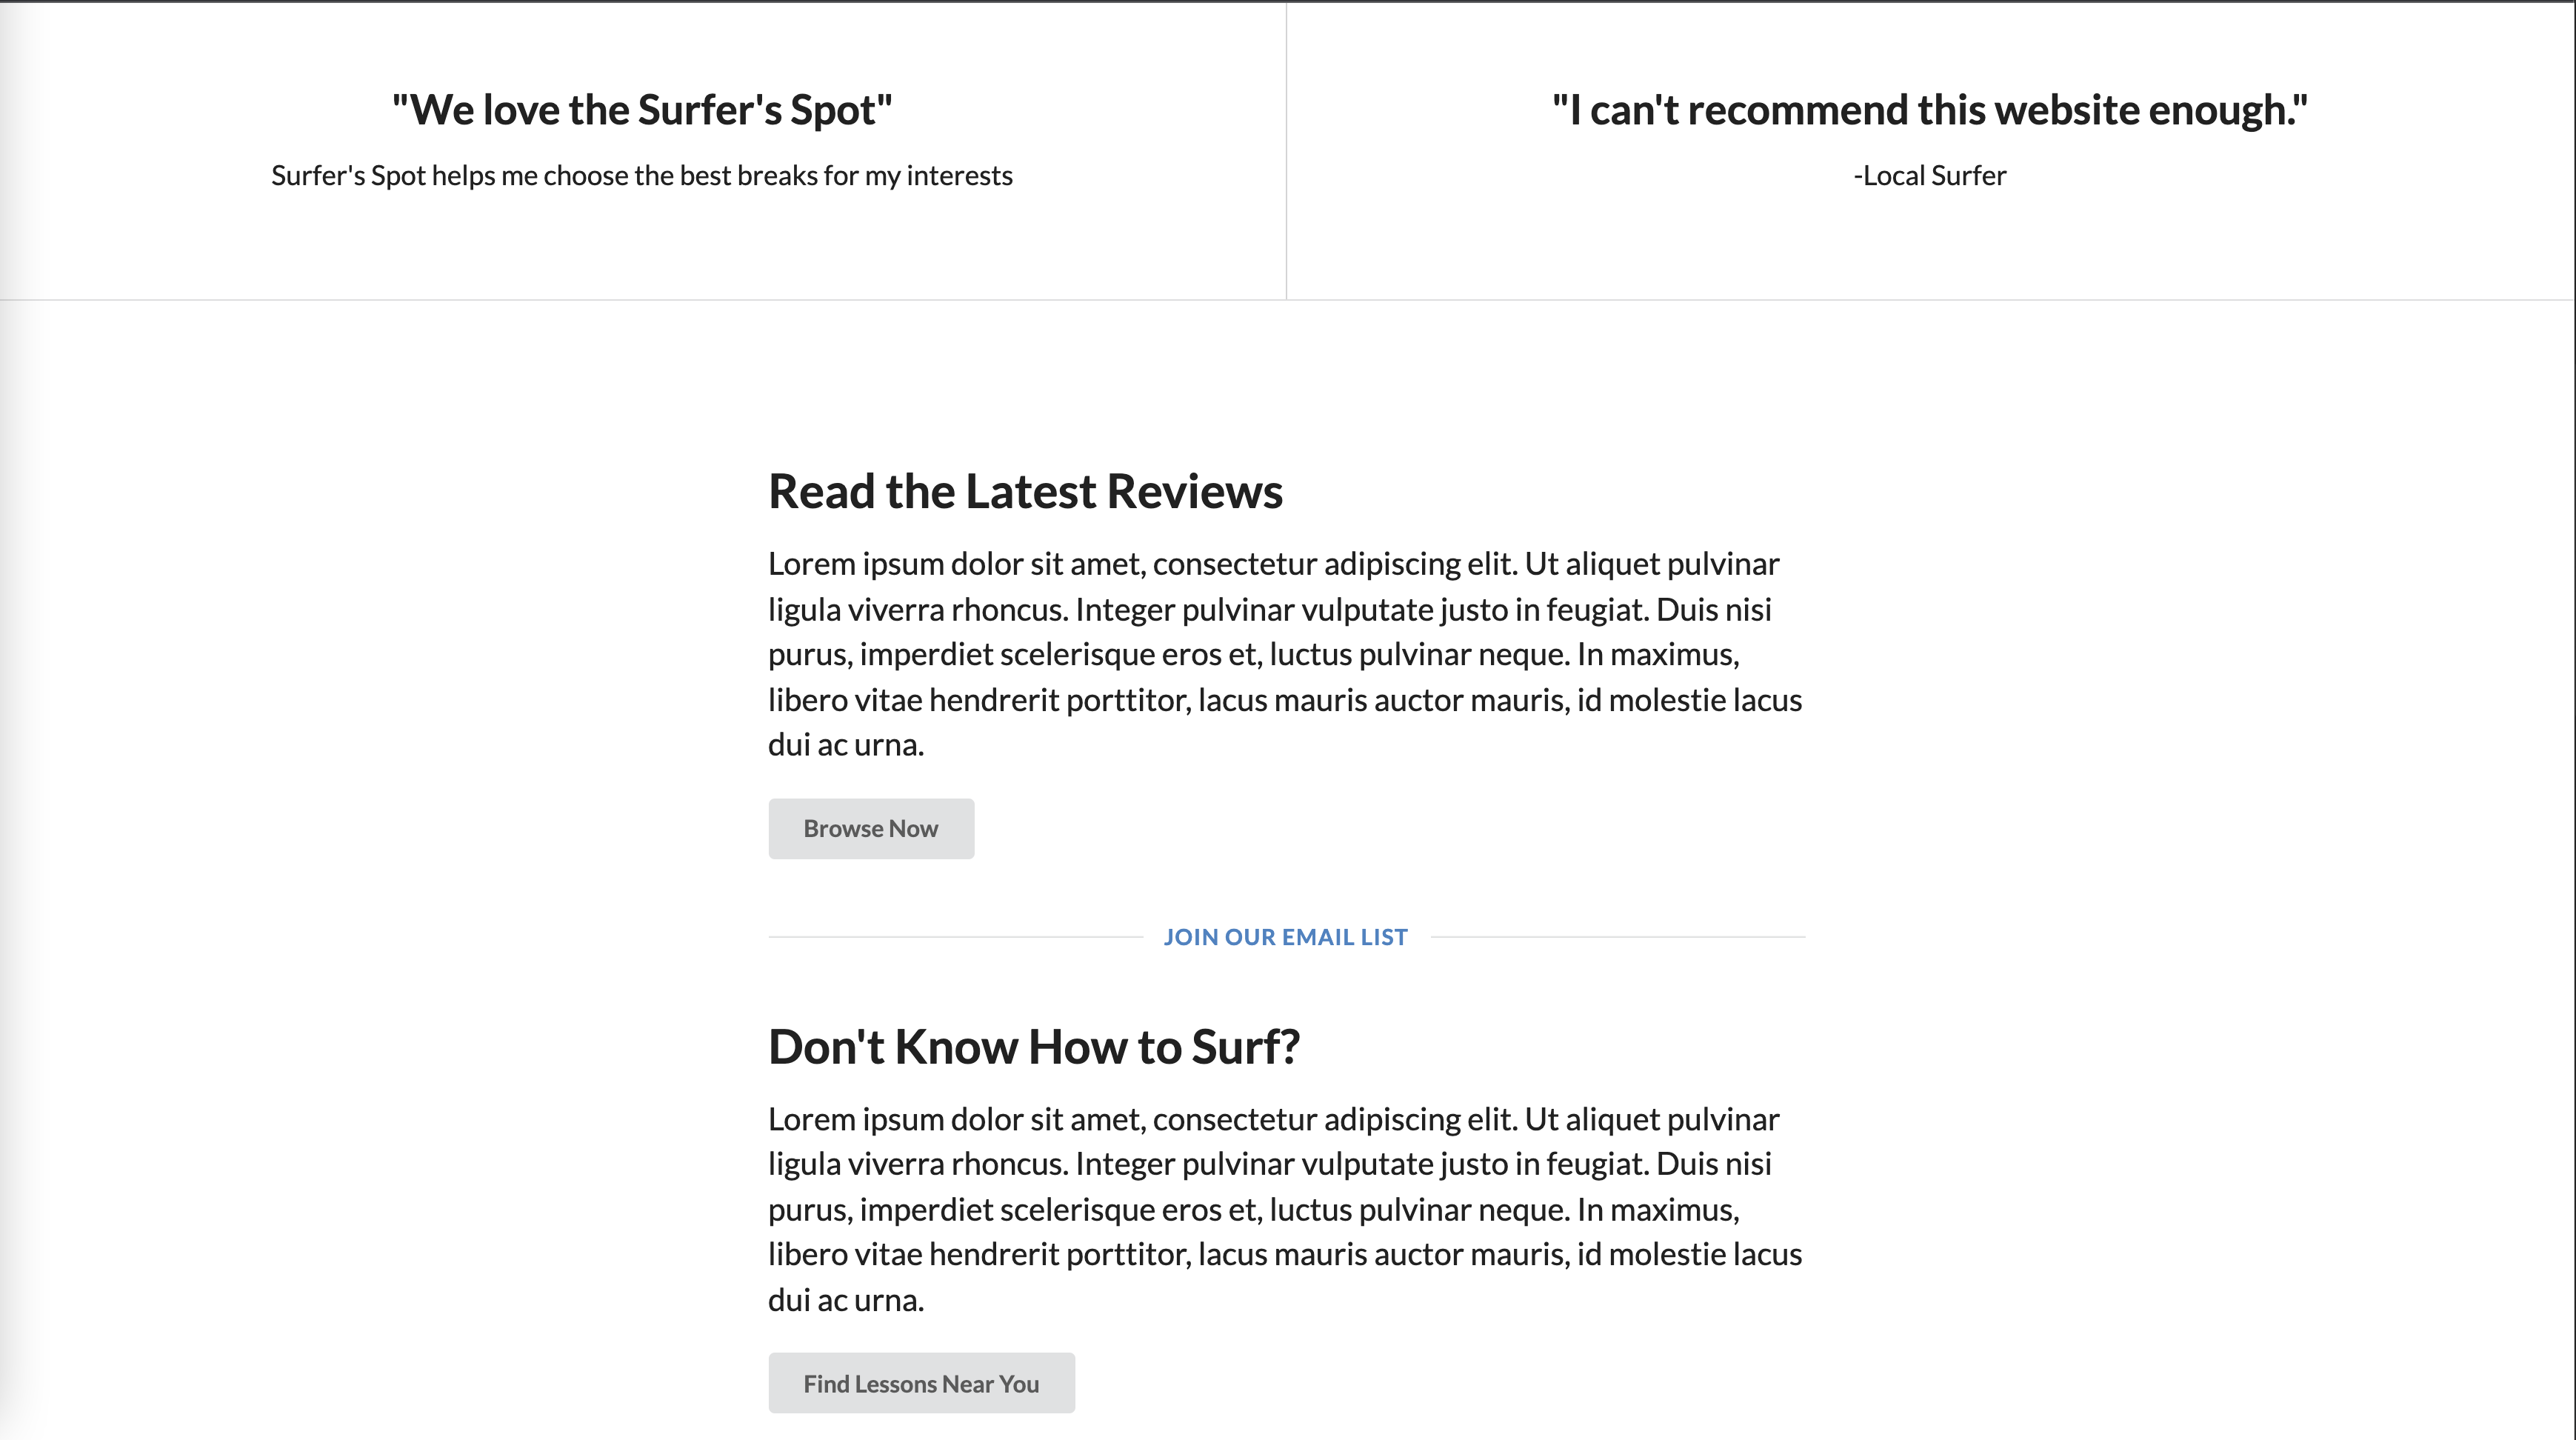 "We love the Surfer's Spot"
Surfer's Spot helps me choose the best breaks for my interests
"I can't recommend this website enough."
-Local Surfer
Read the Latest Reviews
Lorem ipsum dolor sit amet, consectetur adipiscing elit. Ut aliquet pulvinar
ligula viverra rhoncus. Integer pulvinar vulputate justo in feugiat. Duis nisi
purus, imperdiet scelerisque eros et, luctus pulvinar neque. In maximus,
libero vitae hendrerit porttitor, lacus mauris auctor mauris, id molestie lacus
dui ac urna.
Browse Now
JOIN OUR EMAIL LIST
Don't Know How to Surf?
Lorem ipsum dolor sit amet, consectetur adipiscing elit. Ut aliquet pulvinar
ligula viverra rhoncus. Integer pulvinar vulputate justo in feugiat. Duis nisi
purus, imperdiet scelerisque eros et, luctus pulvinar neque. In maximus,
libero vitae hendrerit porttitor, lacus mauris auctor mauris, id molestie lacus
dui ac urna.
Find Lessons Near You